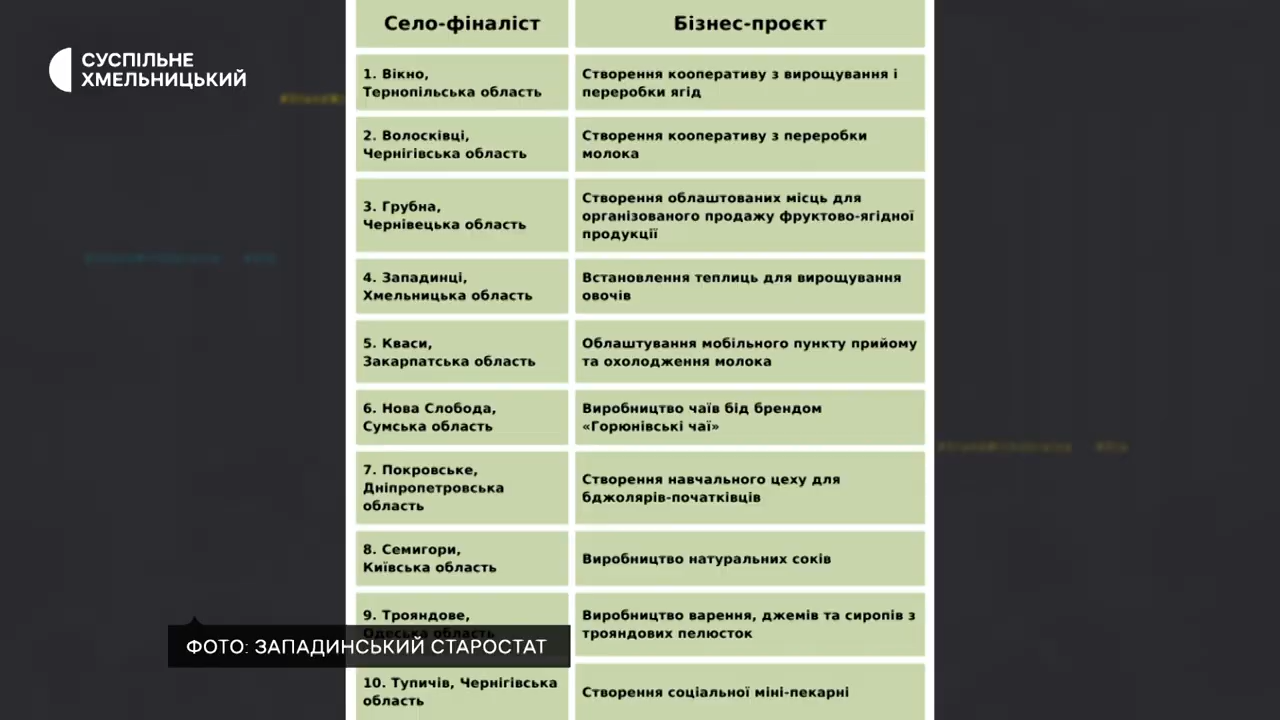 СУСПІЛЬНЕ
ХМЕЛЬНИЦЬКИЙ
Село-фіналіст
Бізнес-проєкт
1. Вікно,
Тернопільська область
Створення кооперативу з вирощування і
переробки ягід
2. Волосківці,
Чернігівська область
Створення кооперативу з переробки
молока
3. Грубна,
Чернівецька область
Створення облаштованих місць для
організованого продажу фруктово-ягідної
продукції
4. Западинці,
Хмельницька область
Встановлення теплиць для вирощування
овочів
5. Кваси,
Закарпатська область
Облаштування мобільного пункту прийому
та охолодження молока
6. Нова Слобода,
Сумська область
Виробництво чаїв бід брендом
«Горюнівські чаї»
7. Покровське,
Дніпропетровська
область
Створення навчального цеху для
бджолярів-початківців
8. Семигори,
Київська область
Виробництво натуральних соків
9. Трояндове,
Одеська область
Виробництво варення, джемів та сиропів з
трояндових пелюсток
ФОТО: ЗАПАДИНСЬКИЙ СТАРОСТАТ
10. Тупичів, Чернігівська
область
Створення соціальної міні-пекарні